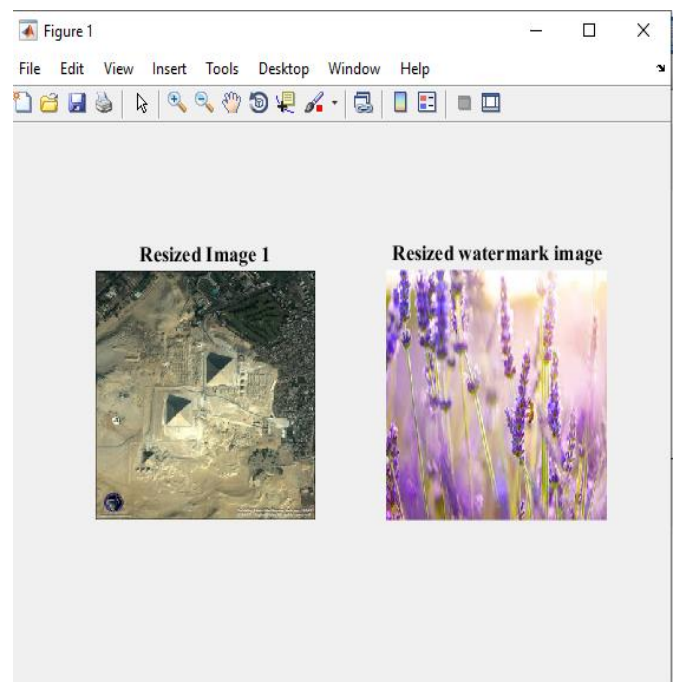 Figure 1
File Edit View Insert Tools Desktop Window Help
Resized Image 1
Resized watermark image